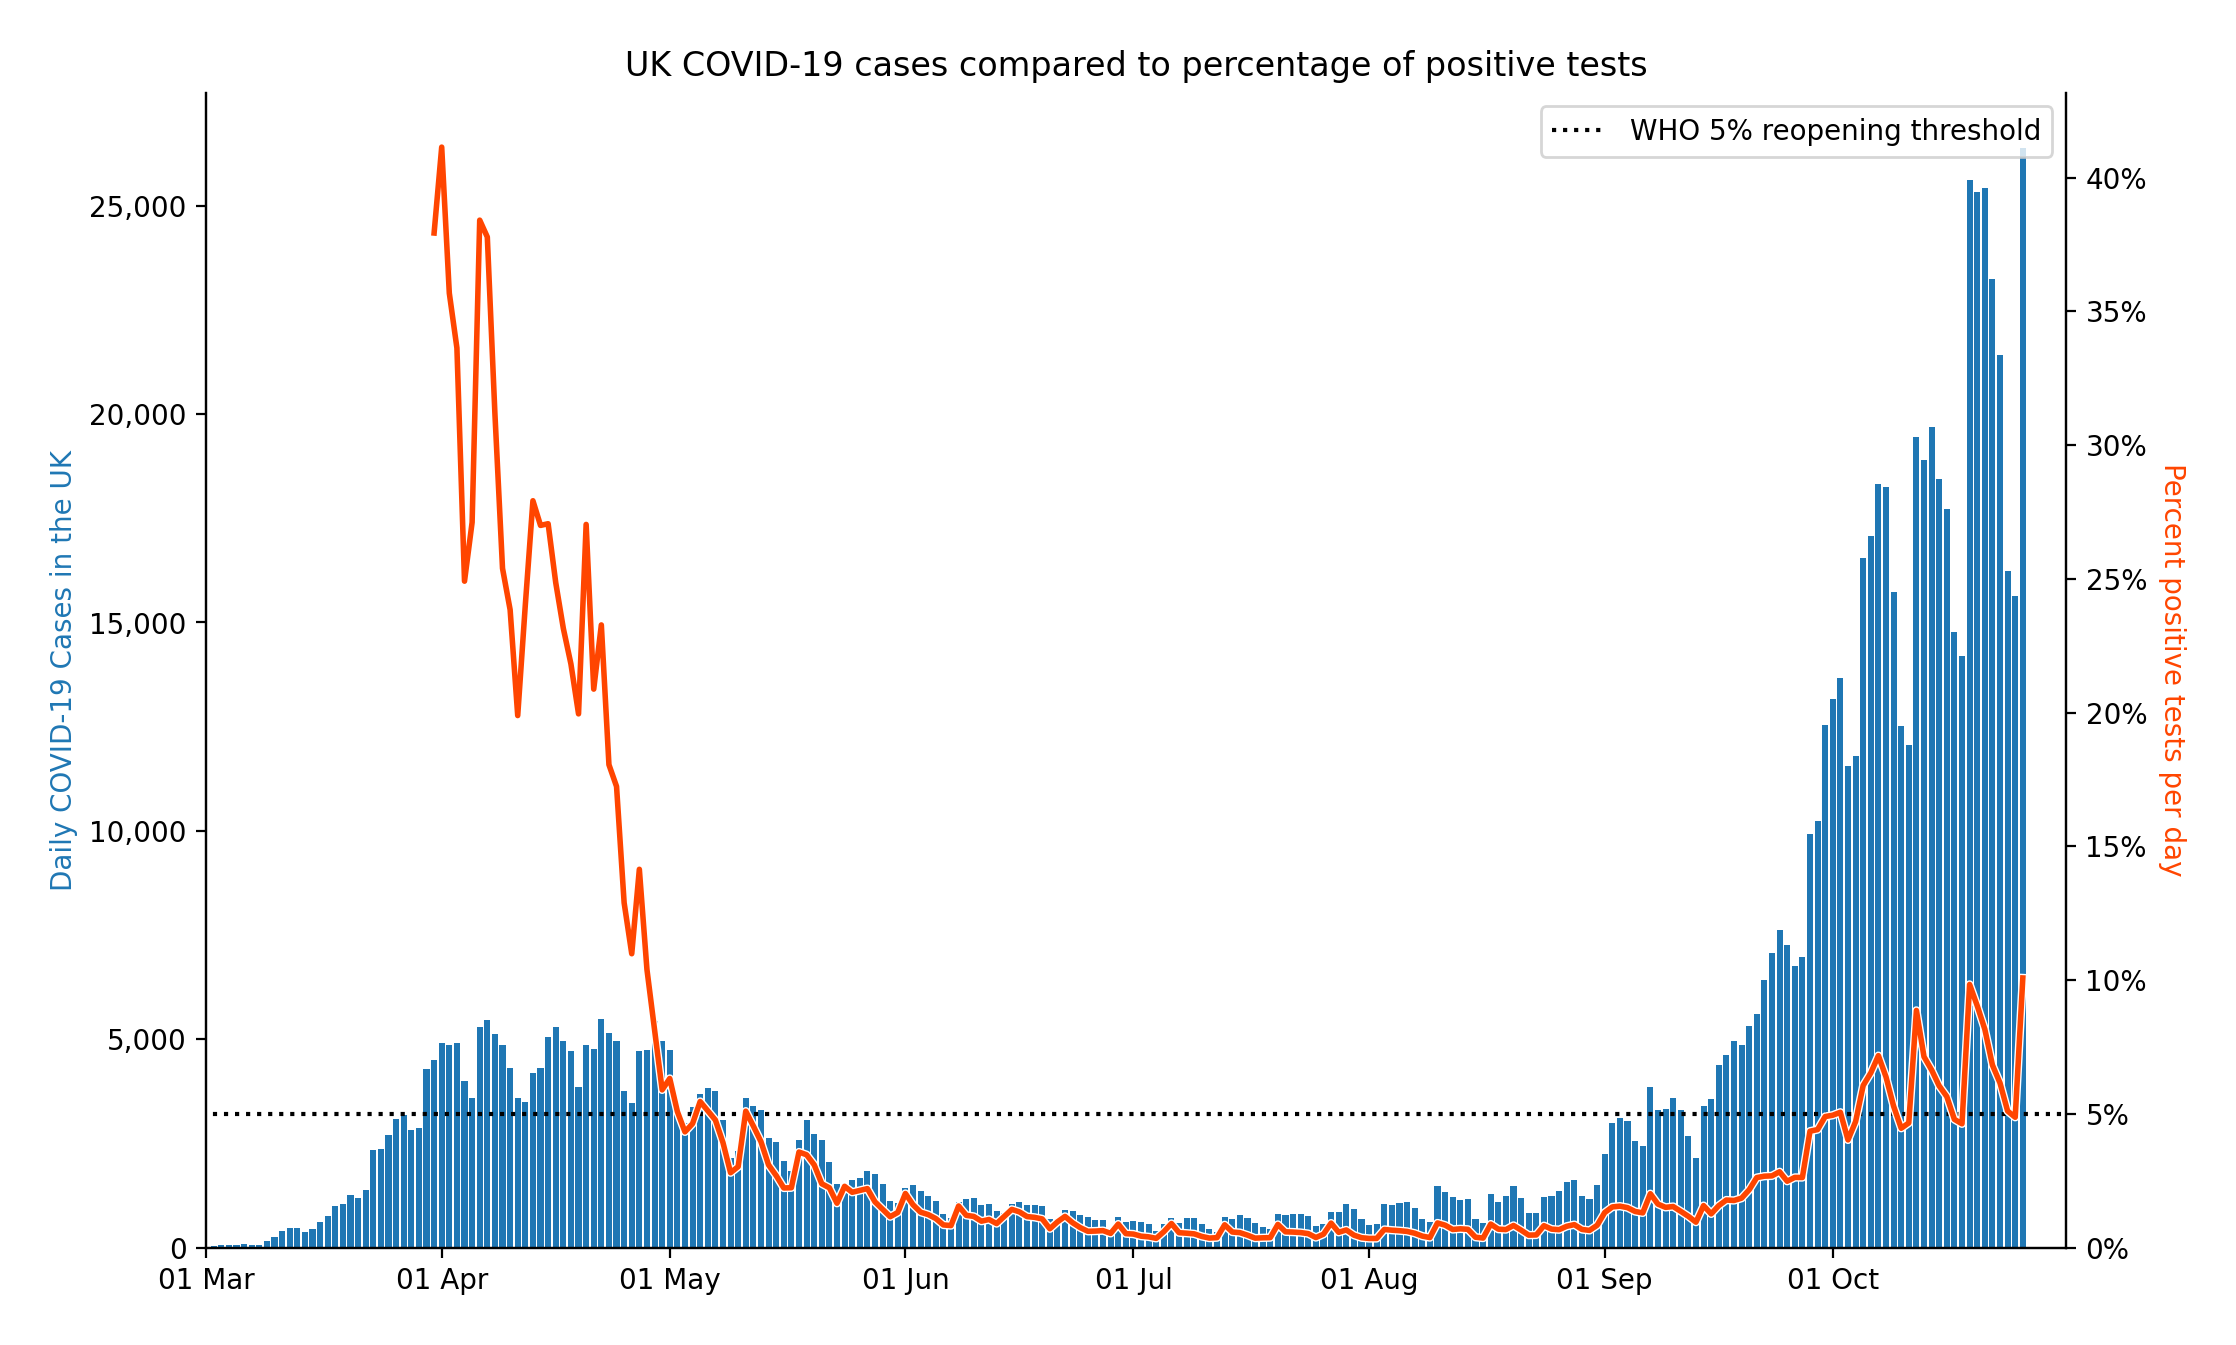 UK COVID-19 cases compared to percentage of positive tests
WHO 5% reopening threshold
Daily COVID-19 Cases in the UK
25,000
20,000
15,000
10,000
5,000
0
40%
35%
30%
25%
20%
15%
10%
5%
0%
Percent positive tests per day
01 Mar
01 Apr
01 May
01 Jun
01 Jul
01 Aug
01 Sep
01 Oct